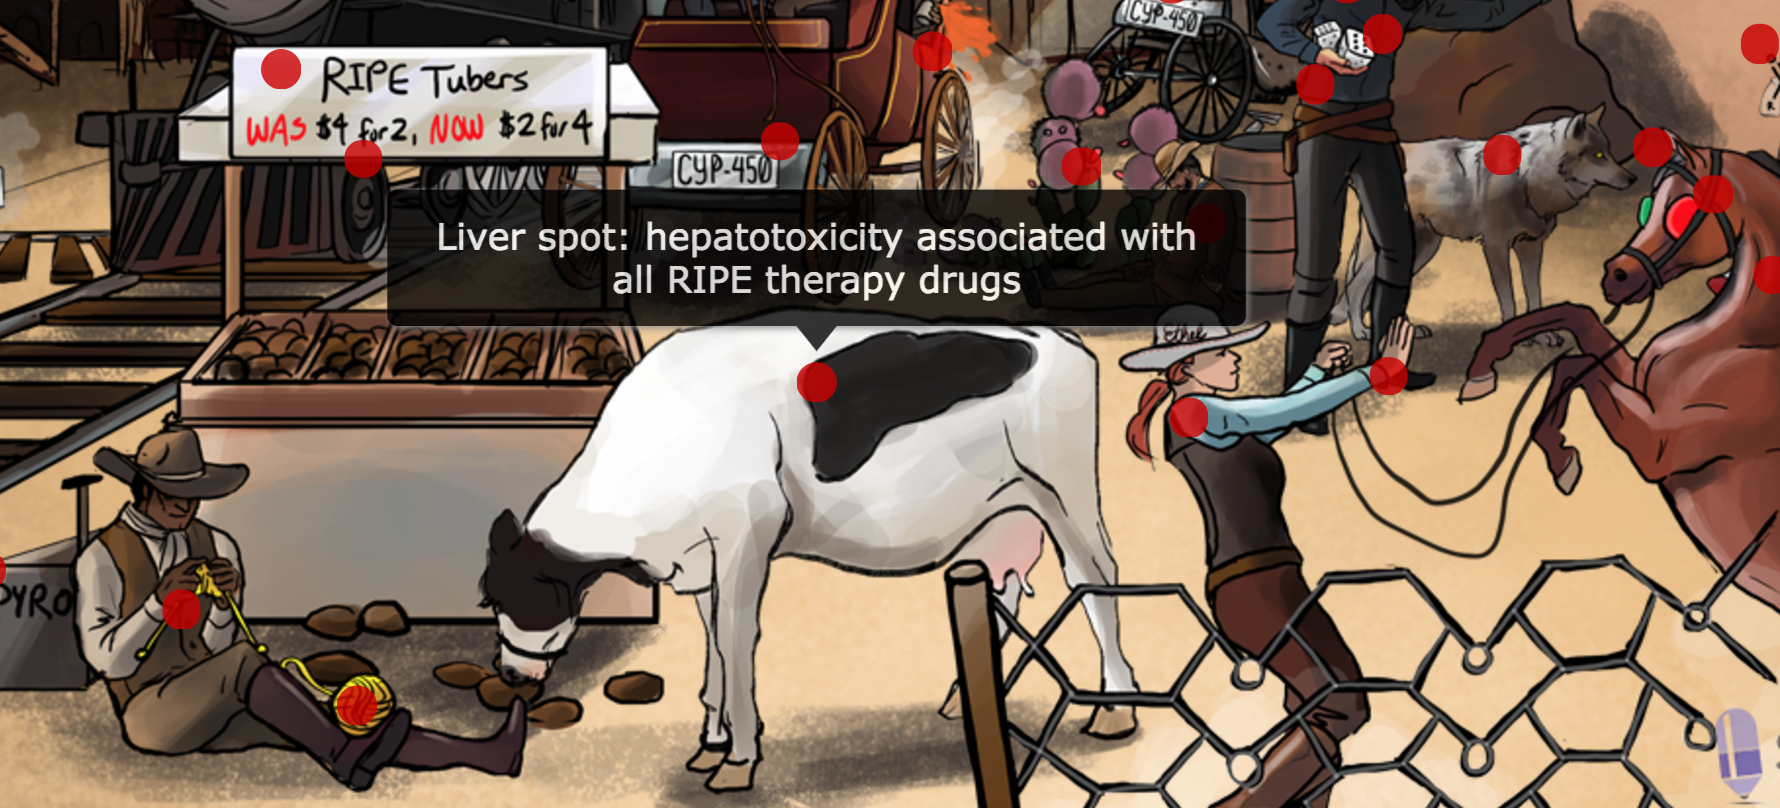 CYP-450
RIPE Tubers
WAS $4 for 2, NOW $2 for 4
CYP-450
Liver spot: hepatotoxicity associated with
all RIPE therapy drugs
Ethel
PYRO